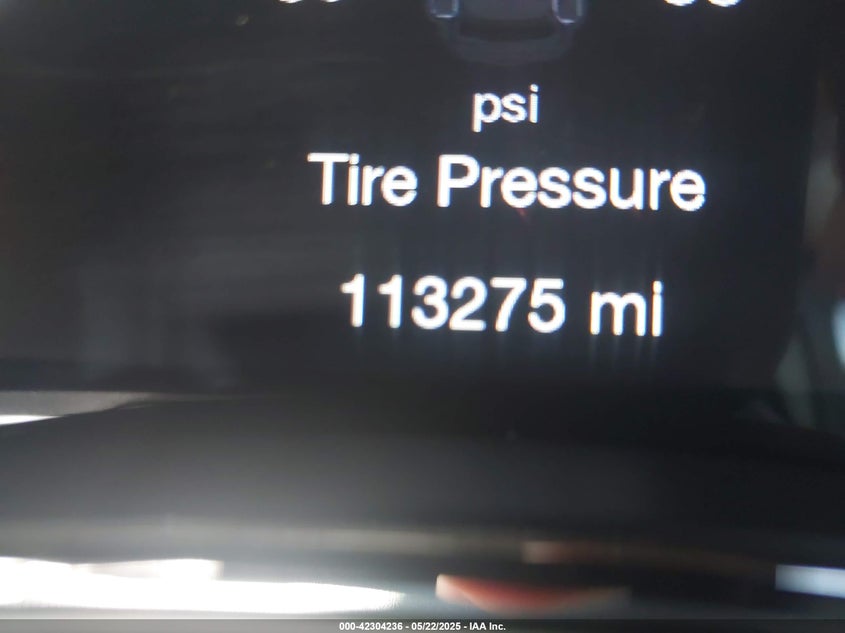 psi
Tire Pressure
113275 mi
000-42304236 - 05/22/2025 - IAA Inc.